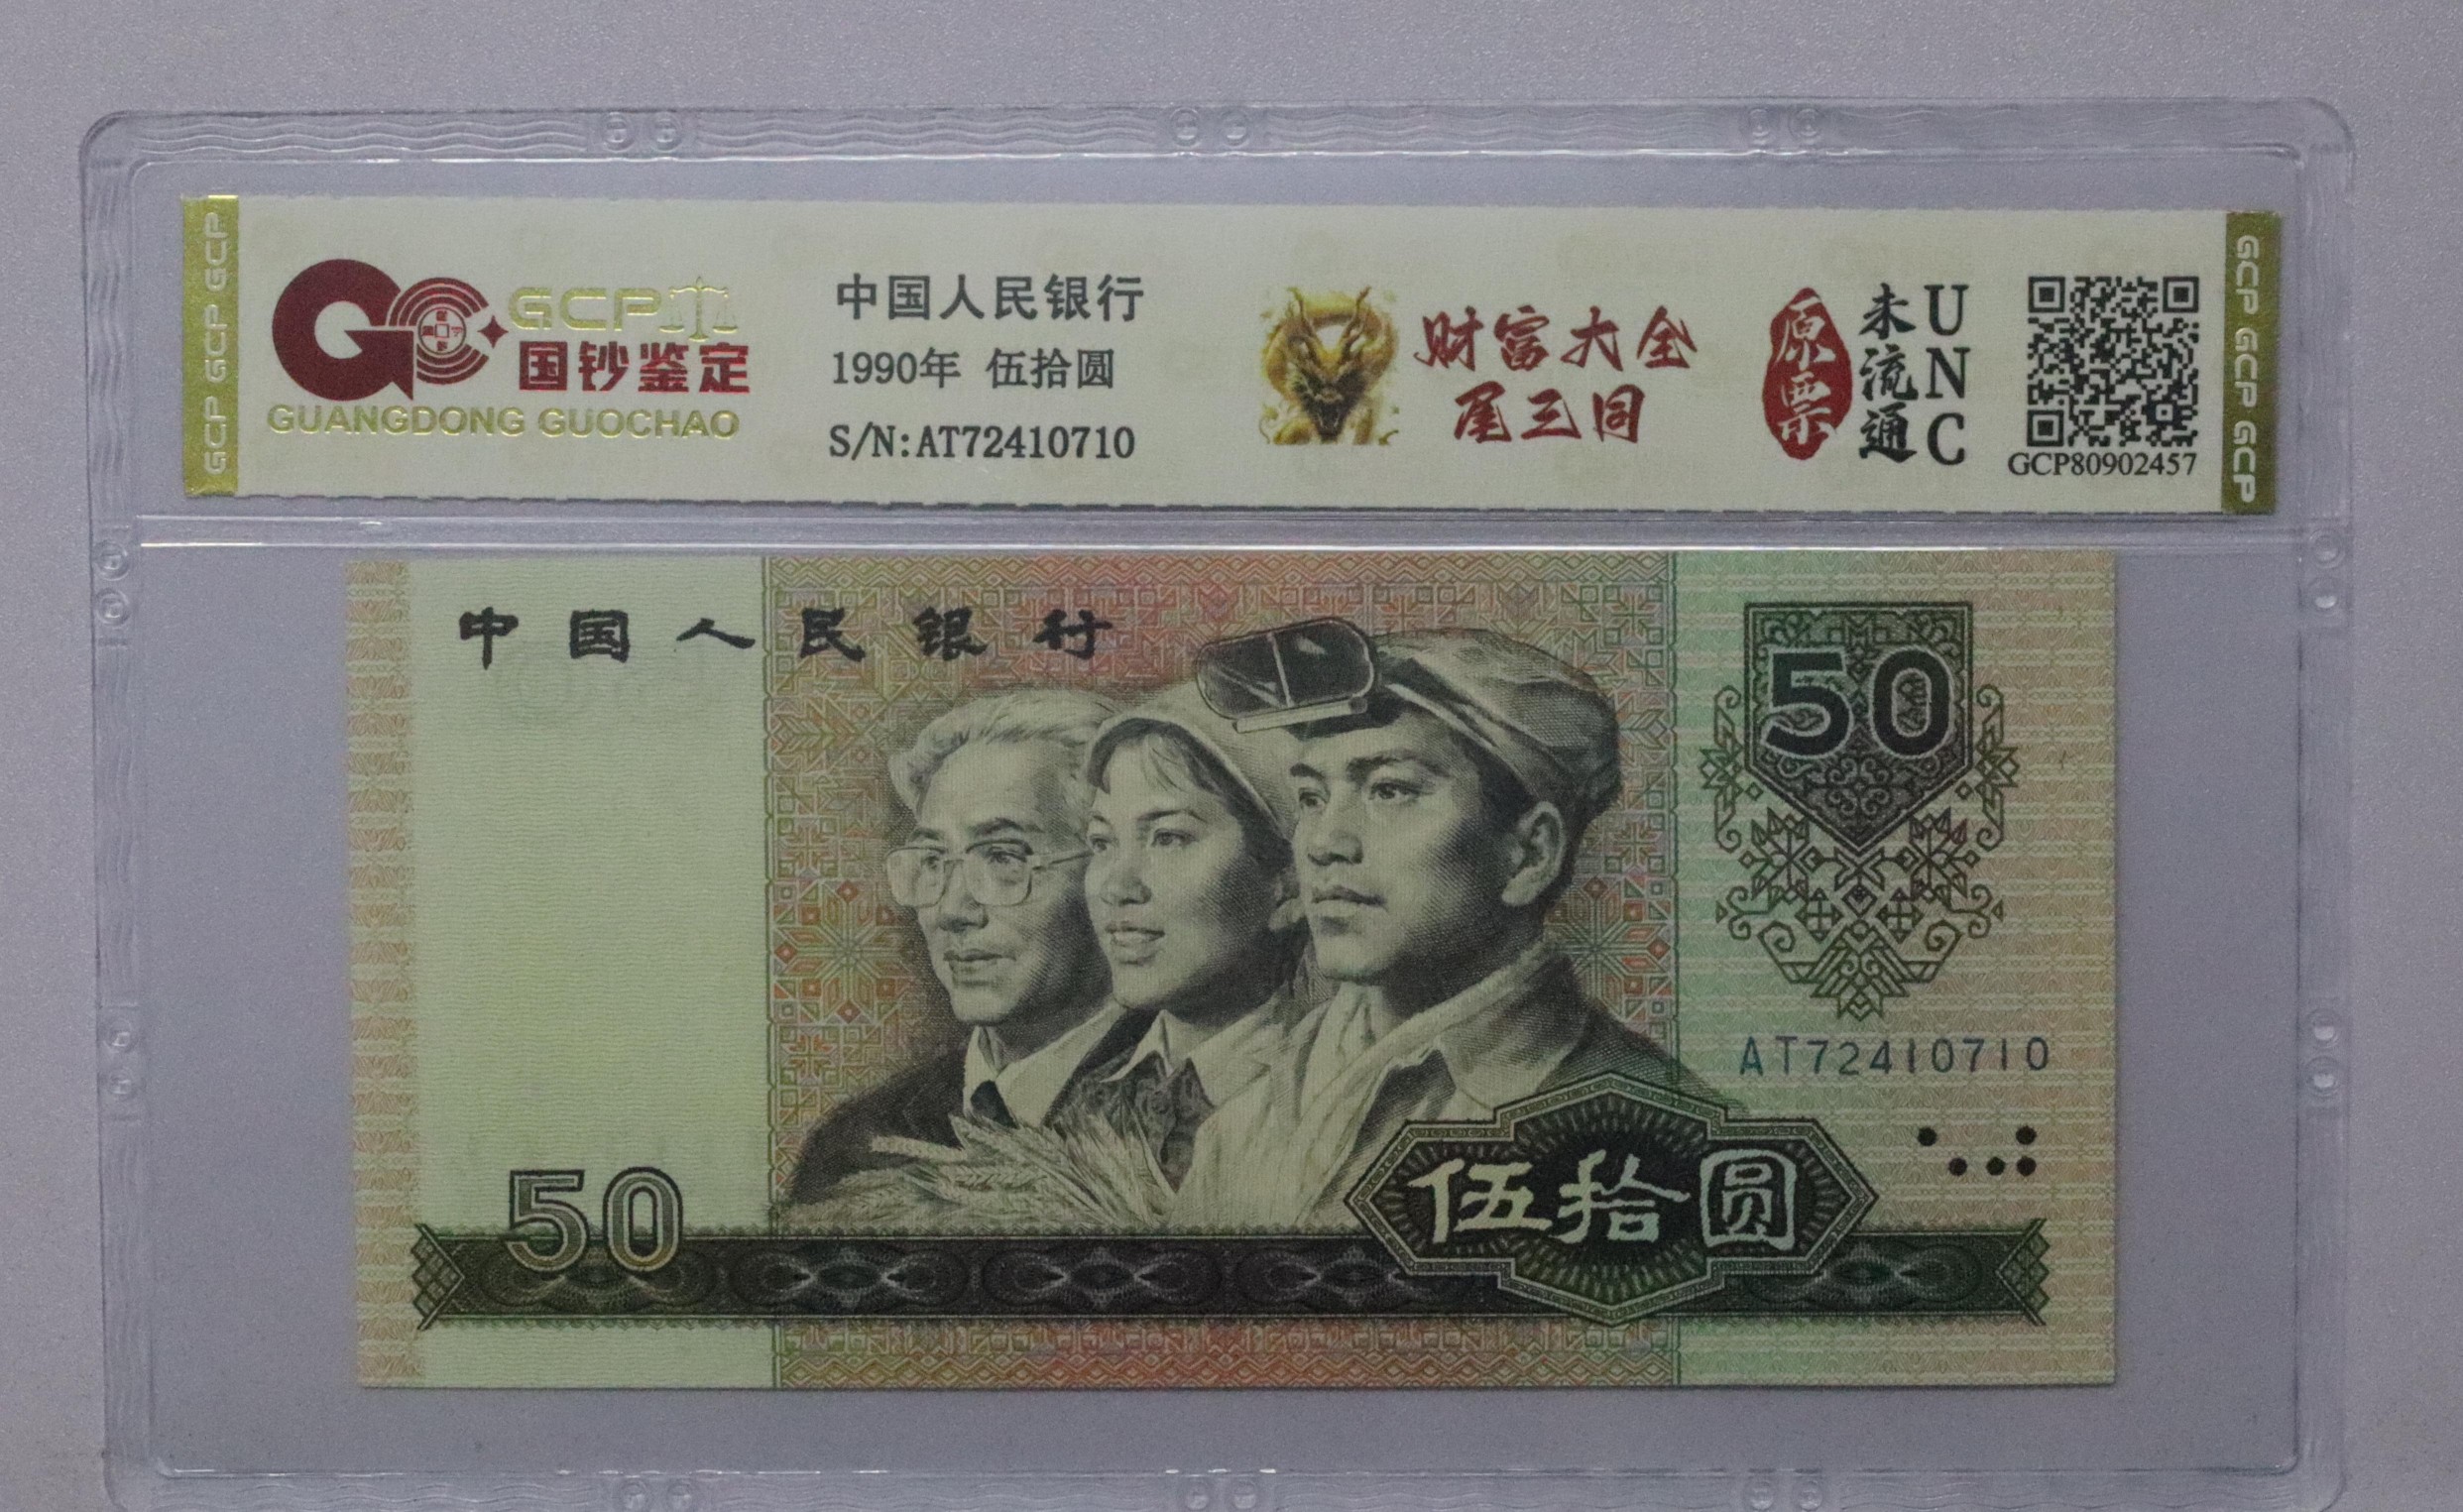 GCP GCP GCP
GCP
国钞鉴定
GUANGDONG GUOCHAO
中国人民银行
1990年 伍拾圆
S/N:AT72410710
财富大全
尾三同
原票
未流通
UNC
GCP80902457
GCP GCP GCP
中国人民银行
50
AT72410710
50
伍拾圆